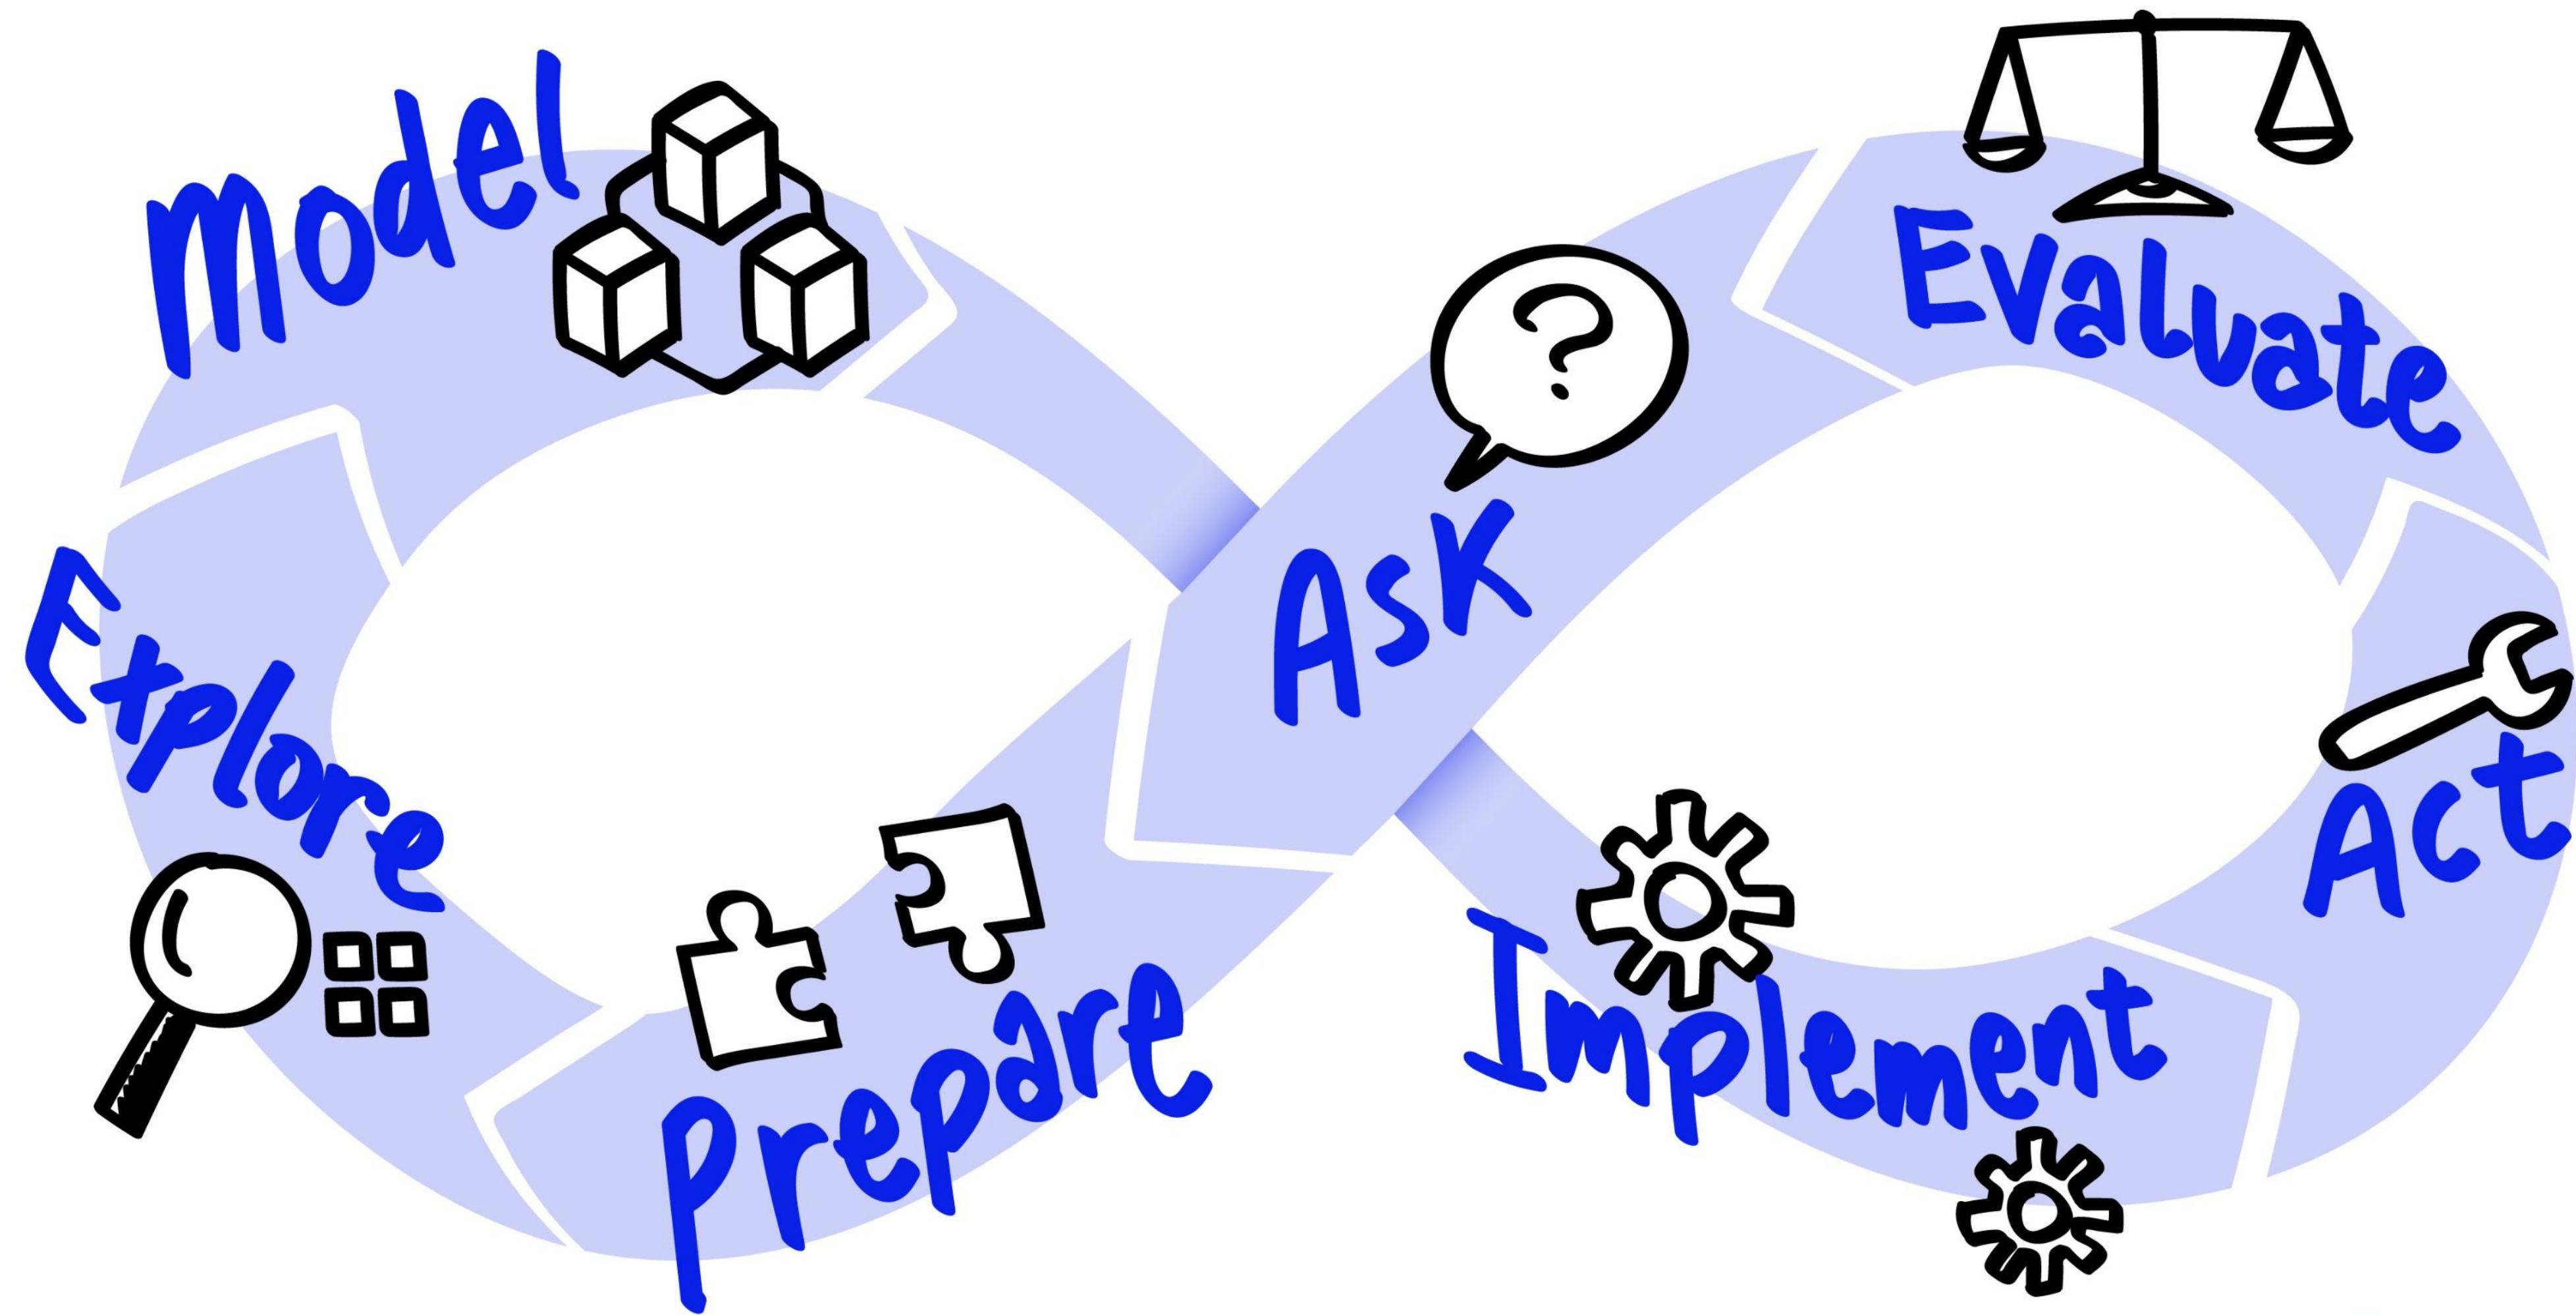 Model
Evaluate
?
Ask
Explore
Act
Prepare
Implement